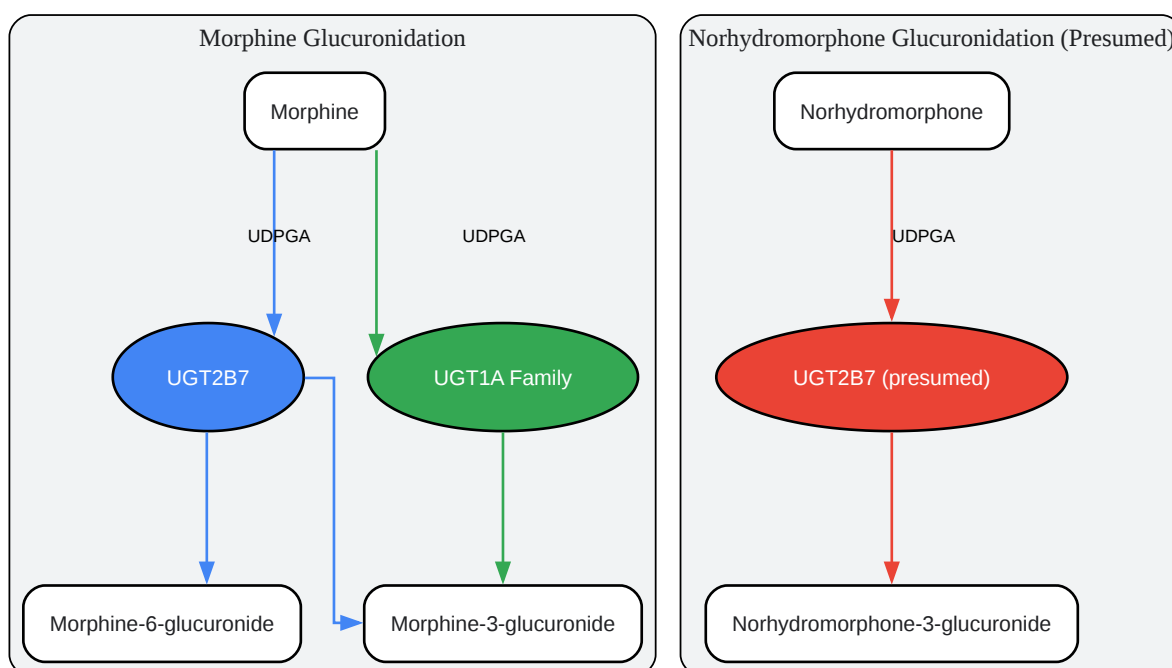 Morphine Glucuronidation
Morphine
UDPGA
UDPGA
UGT2B7
UGT1A Family
Morphine-6-glucuronide
Morphine-3-glucuronide
Norhydromorphone Glucuronidation (Presumed)
Norhydromorphone
UDPGA
UGT2B7 (presumed)
Norhydromorphone-3-glucuronide